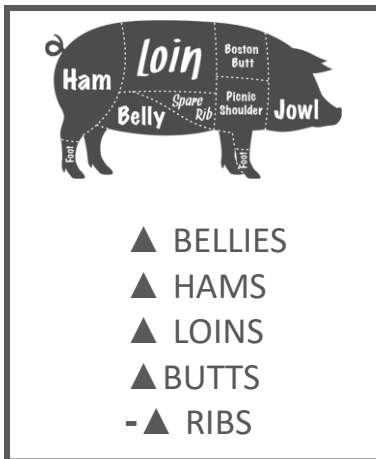 Loin
Boston
Butt
Ham
Spare
Rib
Picnic
Shoulder
Jowl
Belly
Foot
Foot
▲ BELLIES
▲ HAMS
▲ LOINS
▲BUTTS
-▲ RIBS